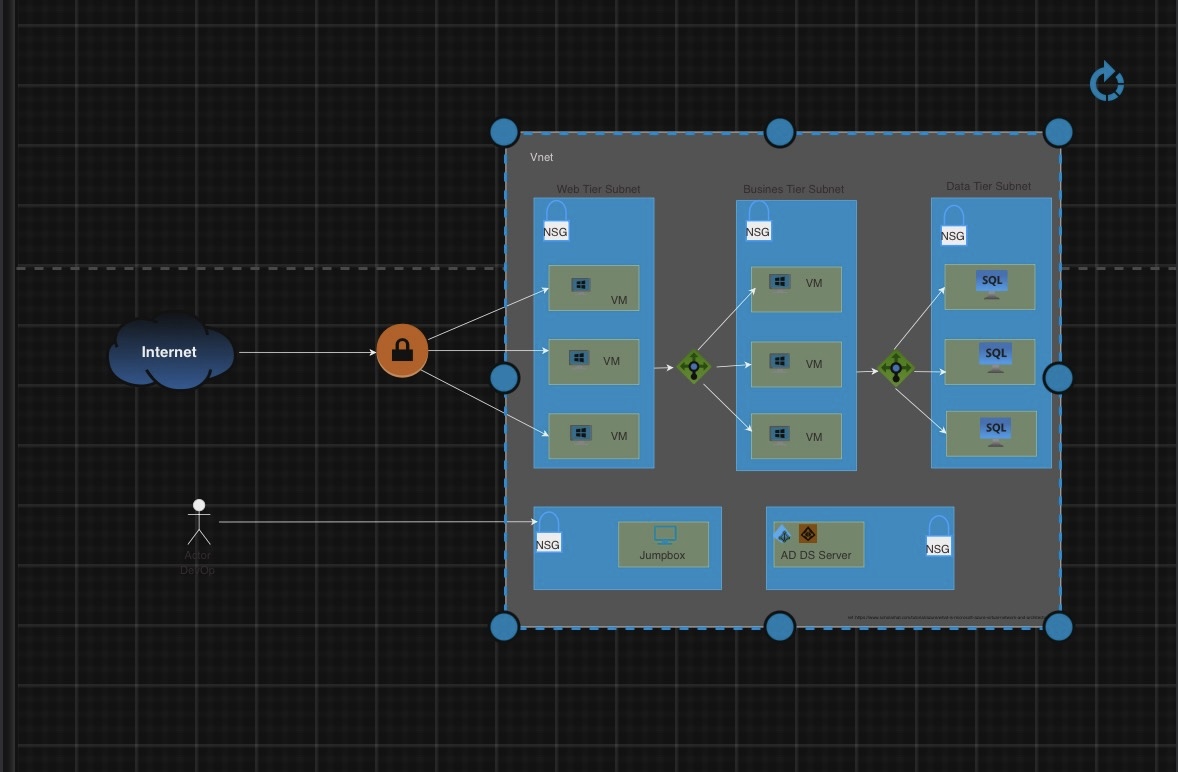 Vnet
Web Tier Subnet
Busines Tier Subnet
Data Tier Subnet
NSG
NSG
NSG
VM
VM
SQL
Internet
VM
VM
SQL
VM
VM
SQL
Actor
DevOp
NSG
Jumpbox
AD DS Server
NSG